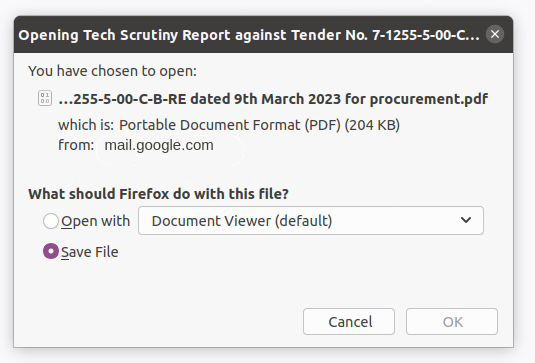 Opening Tech Scrutiny Report against Tender No. 7-1255-5-00-C…
You have chosen to open:
…255-5-00-C-B-RE dated 9th March 2023 for procurement.pdf
which is: Portable Document Format (PDF) (204 KB)
from: mail.google.com
What should Firefox do with this file?
Open with Document Viewer (default)
Save File
Cancel OK